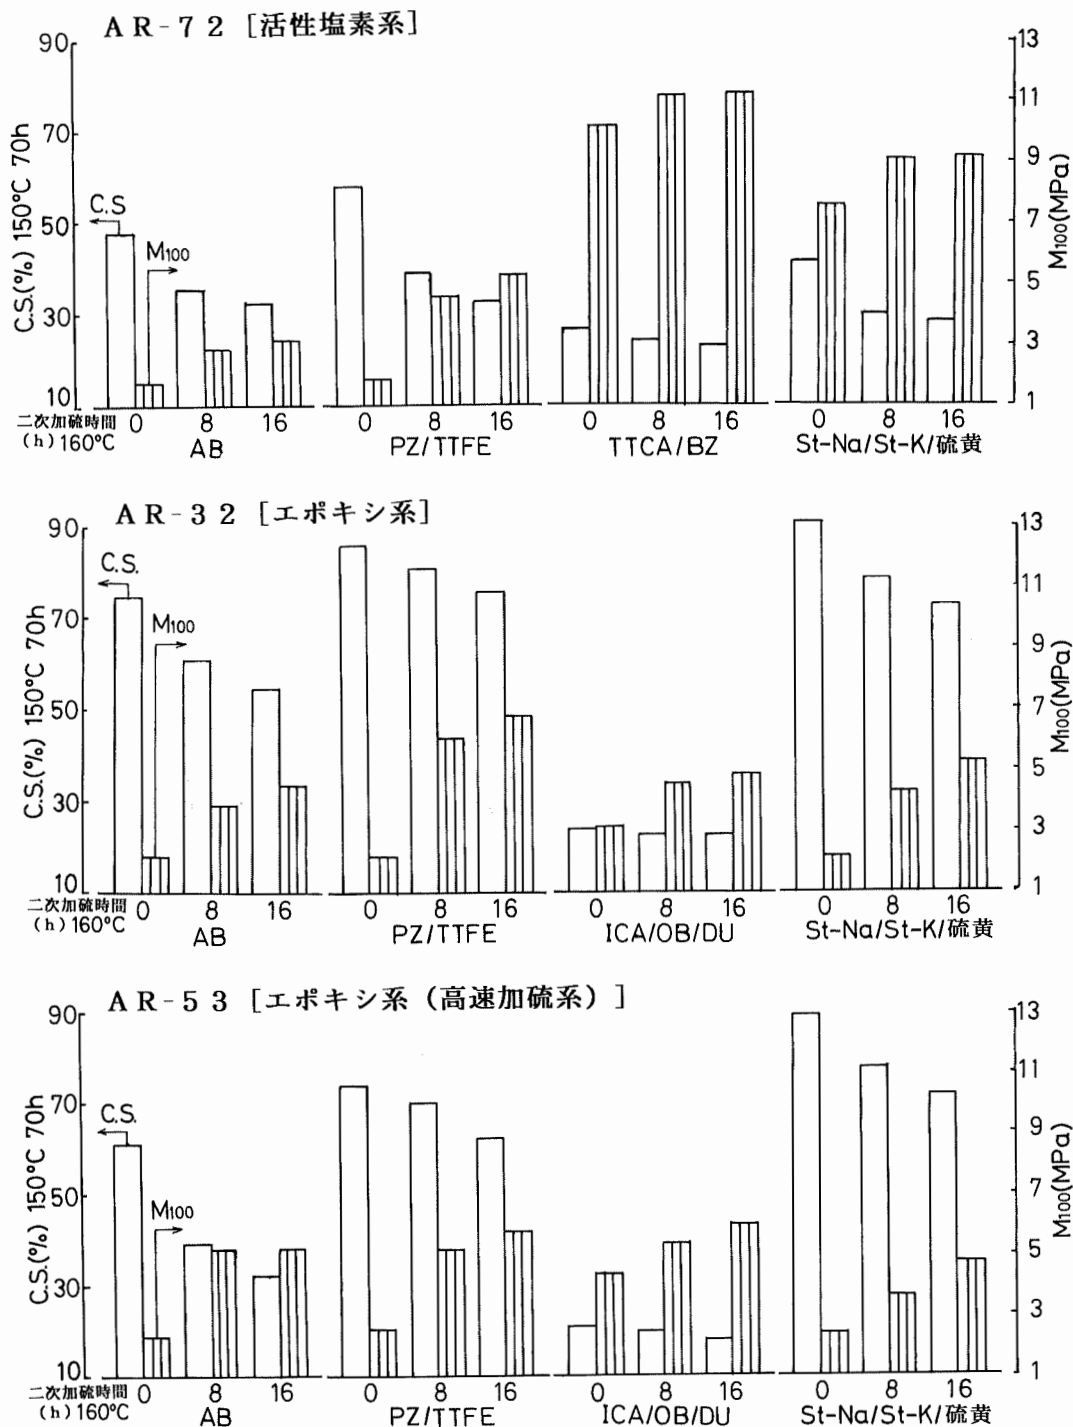 AR-72 [活性塩素系]
90
70
50
30
10
C.S.(%) 150°C 70h
C.S
M100
13
11
9
7
5
3
1
M100(MPa)
二次加硫時間
(h) 160°C
0 8 16
AB
0 8 16
PZ/TTFE
0 8 16
TTCA/BZ
0 8 16
St-Na/St-K/硫黄
AR-32 [エポキシ系]
90
70
50
30
10
C.S.(%) 150°C 70h
C.S.
M100
13
11
9
7
5
3
1
M100(MPa)
二次加硫時間
(h) 160°C
0 8 16
AB
0 8 16
PZ/TTFE
0 8 16
ICA/OB/DU
0 8 16
St-Na/St-K/硫黄
AR-53 [エポキシ系(高速加硫系)]
90
70
50
30
10
C.S.(%) 150°C 70h
C.S.
M100
13
11
9
7
5
3
1
M100(MPa)
二次加硫時間
(h) 160°C
0 8 16
AB
0 8 16
PZ/TTFE
0 8 16
ICA/OB/DU
0 8 16
St-Na/St-K/硫黄